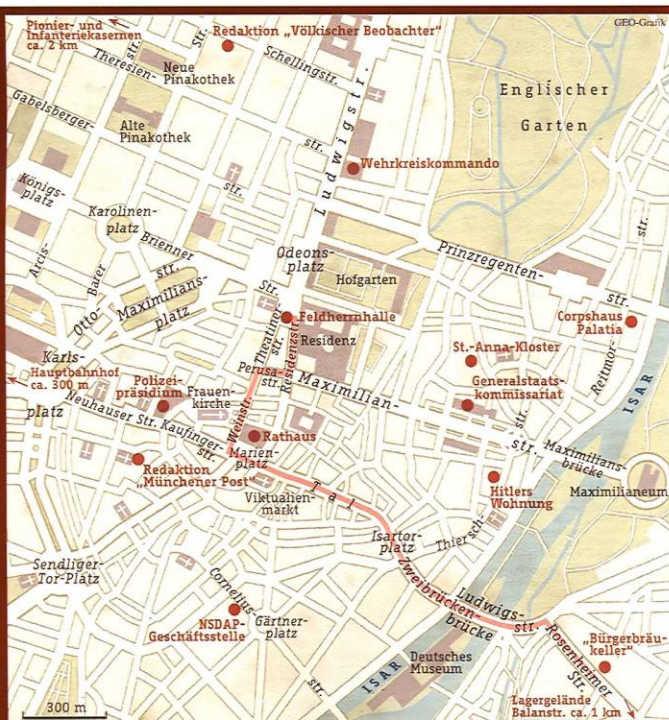 GEO-Grafik
Pionier- und
Infanteriekasernen
ca. 2 km
str.
Str.
Redaktion „Völkischer Beobachter“
Theresien-
Neue
Pinakothek
Schellingstr.
Gabelsberger-
Alte
Pinakothek
str.
Ludwigstr.
Wehrkreiskommando
Englischer
Garten
Königs-
platz
Karolinen-
platz
Brienner
str.
Arcis-
Barer
Otto-
Maximilians-
platz
Odeons-
platz
Hofgarten
Prinzregenten-
str.
str.
Str.
Feldherrnhalle
Theatiner-
str.
Residenzstr.
Residenz
Corpshaus
Palatia
St.-Anna-Kloster
Reitmor-
str.
Karls-
platz
Hauptbahnhof
ca. 300 m
Polizei-
präsidium
Frauen-
kirche
Perusa-
str.
Maximilian-
str.
Generalstaats-
kommissariat
ISAR
Neuhauser Str.
Kaufinger-
str.
Weinstr.
Rathaus
Marien-
platz
Maximilians-
brücke
Maximilianeum
Redaktion
„Münchener Post“
Viktualien-
markt
Tal
Hitlers
Wohnung
Isartor-
platz
Thiersch-
Sendlinger-
Tor-Platz
Zweibrücken-
str.
Ludwigs-
brücke
Cornelius-
str.
Gärtner-
platz
NSDAP-
Geschäftsstelle
Rosenheimer
Str.
„Bürgerbräu-
keller“
Deutsches
Museum
ISAR
Lagergelände
Balanstr. ca. 1 km
300 m